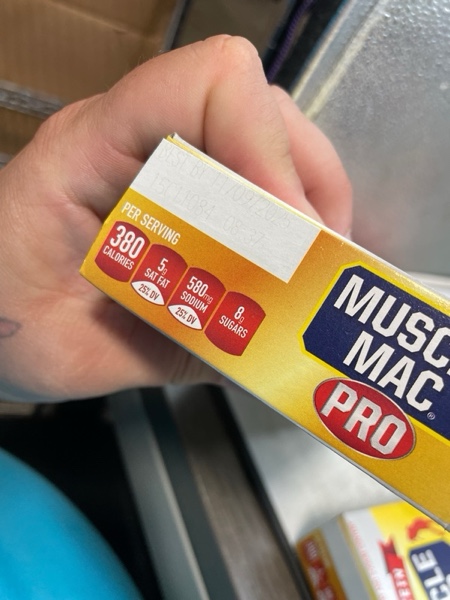 PER SERVING
380
CALORIES
5g
SAT FAT
25% DV
580mg
SODIUM
25% DV
8g
SUGARS
MUSC
MAC®
PRO